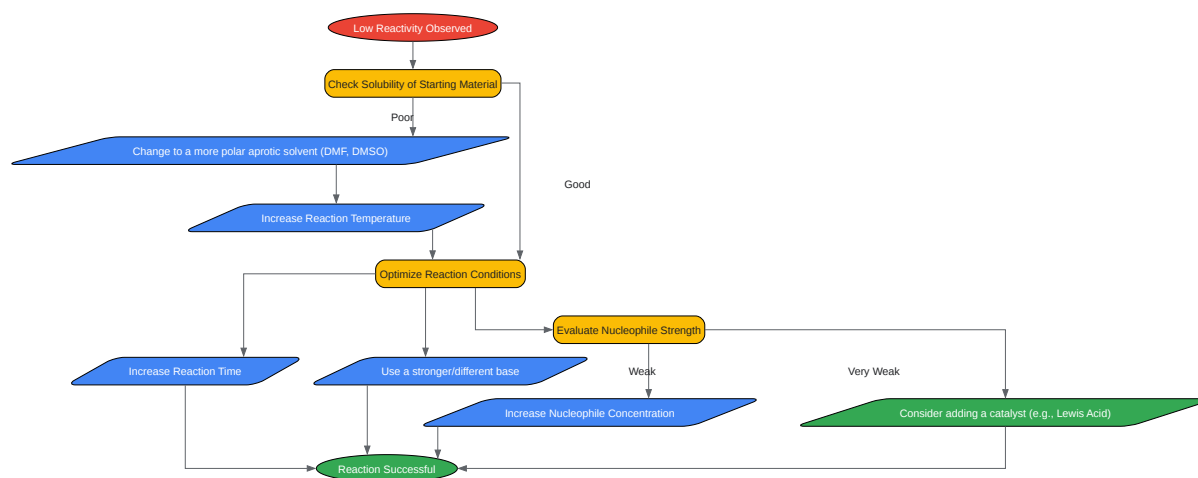 Low Reactivity Observed
Check Solubility of Starting Material
Poor
Change to a more polar aprotic solvent (DMF, DMSO)
Good
Increase Reaction Temperature
Optimize Reaction Conditions
Evaluate Nucleophile Strength
Increase Reaction Time
Use a stronger/different base
Weak
Very Weak
Increase Nucleophile Concentration
Consider adding a catalyst (e.g., Lewis Acid)
Reaction Successful